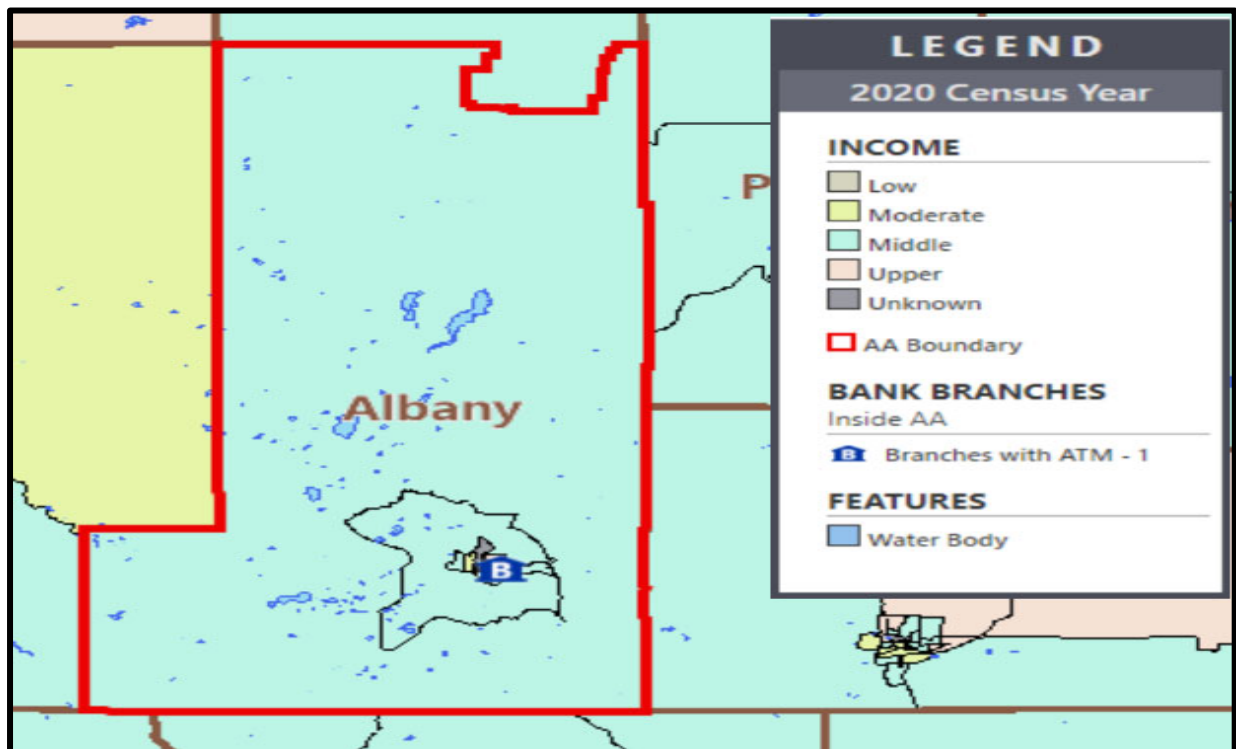 LEGEND
2020 Census Year
INCOME
Low
Moderate
Middle
Upper
Unknown
AA Boundary
BANK BRANCHES
Inside AA
B Branches with ATM - 1
FEATURES
Water Body
P
Albany
B